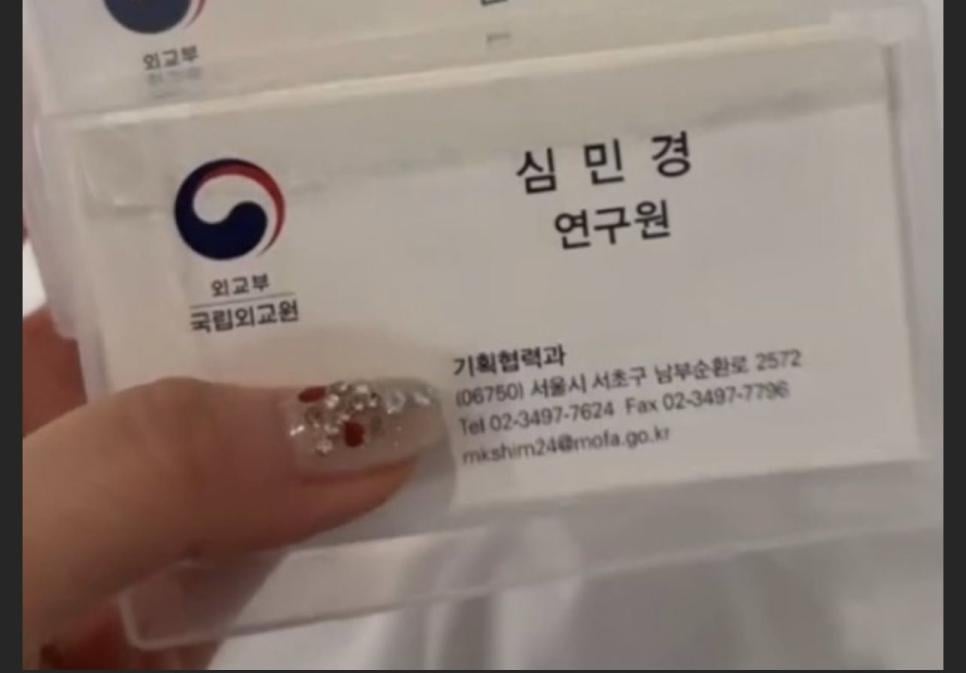 외교부
심 민 경
연구원
외교부
국립외교원
기획협력과
(06750) 서울시 서초구 남부순환로 2572
Tel 02-3497-7624 Fax 02-3497-7796
mkshim24@mofa.go.kr